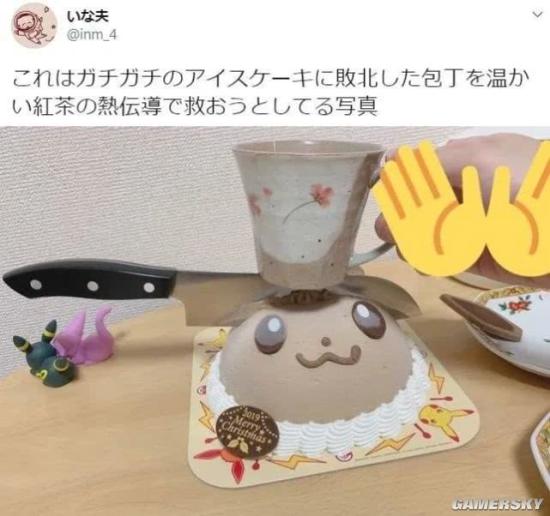 いな夫
@inm_4
これはガチガチのアイスケーキに敗北した包丁を温か
い紅茶の熱伝導で救おうとしてる写真
2019
Merry
Christmas
GAMERSKY